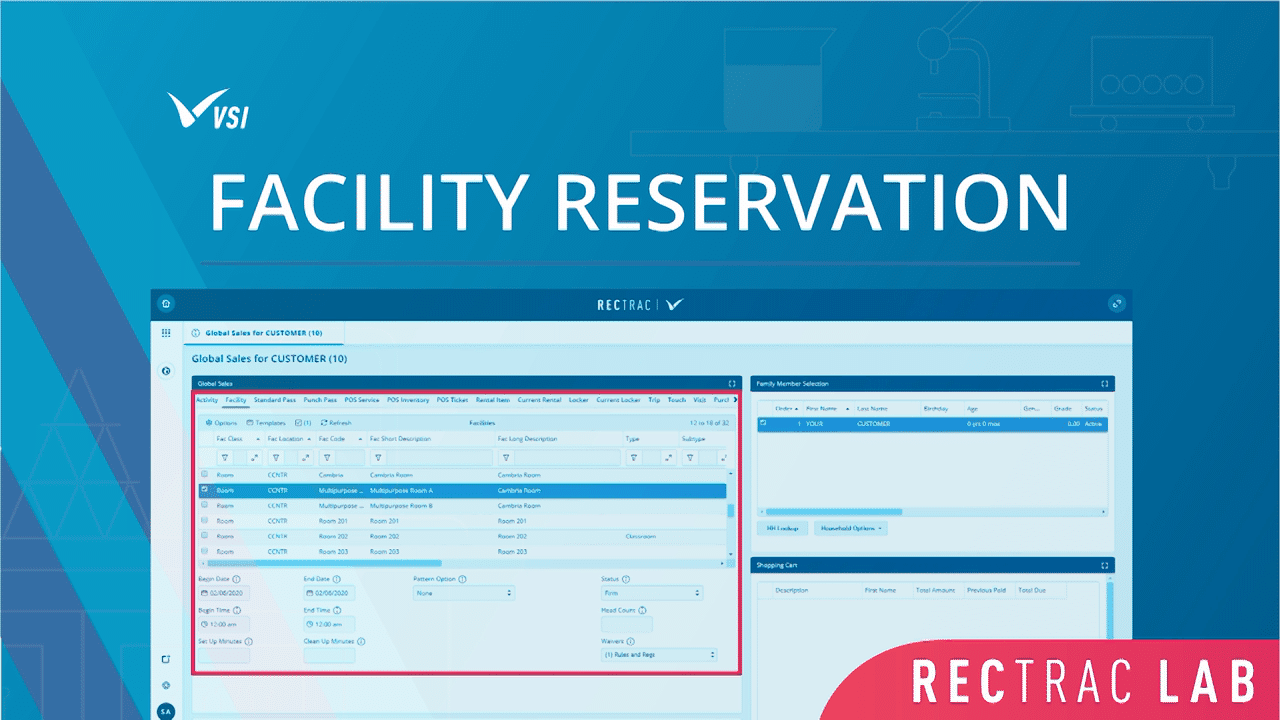 VSI
FACILITY RESERVATION
RECTRAC
Global Sales for CUSTOMER (10)
Global Sales for CUSTOMER (10)
Global Sales
Activity Facility Standard Pass Punch Pass POS Service POS Inventory POS Ticket Rental Item Current Rental Locker Current Locker Trip Touch Visit Purcl
Options Templates (1) Refresh Facilities 12 to 18 of 32
Fac Class Fac Location Fac Code Fac Short Description Fac Long Description Type Subtype
Room CCNTR Cambria Cambria Room Cambria Room
Room CCNTR Multipurpose ... Multipurpose Room A Cambria Room
Room CCNTR Multipurpose ... Multipurpose Room B Cambria Room
Room CCNTR Room 201 Room 201 Room 201
Room CCNTR Room 202 Room 202 Room 202 Classroom
Room CCNTR Room 203 Room 203 Room 203
Begin Date End Date Pattern Option Status
02/08/2020 02/08/2020 None Firm
Begin Time End Time Head Count
12:00 am 12:00 am
Set Up Minutes Clean Up Minutes Waivers
(1) Rules and Regs
Family Member Selection
Order First Name Last Name Birthday Age Gen... Grade Status
1 YOUR CUSTOMER 0 yrs 0 mos 0.00 Active
HH Lookup Household Options
Shopping Cart
Description First Name Total Amount Previous Paid Total Due
SA
RECTRAC LAB